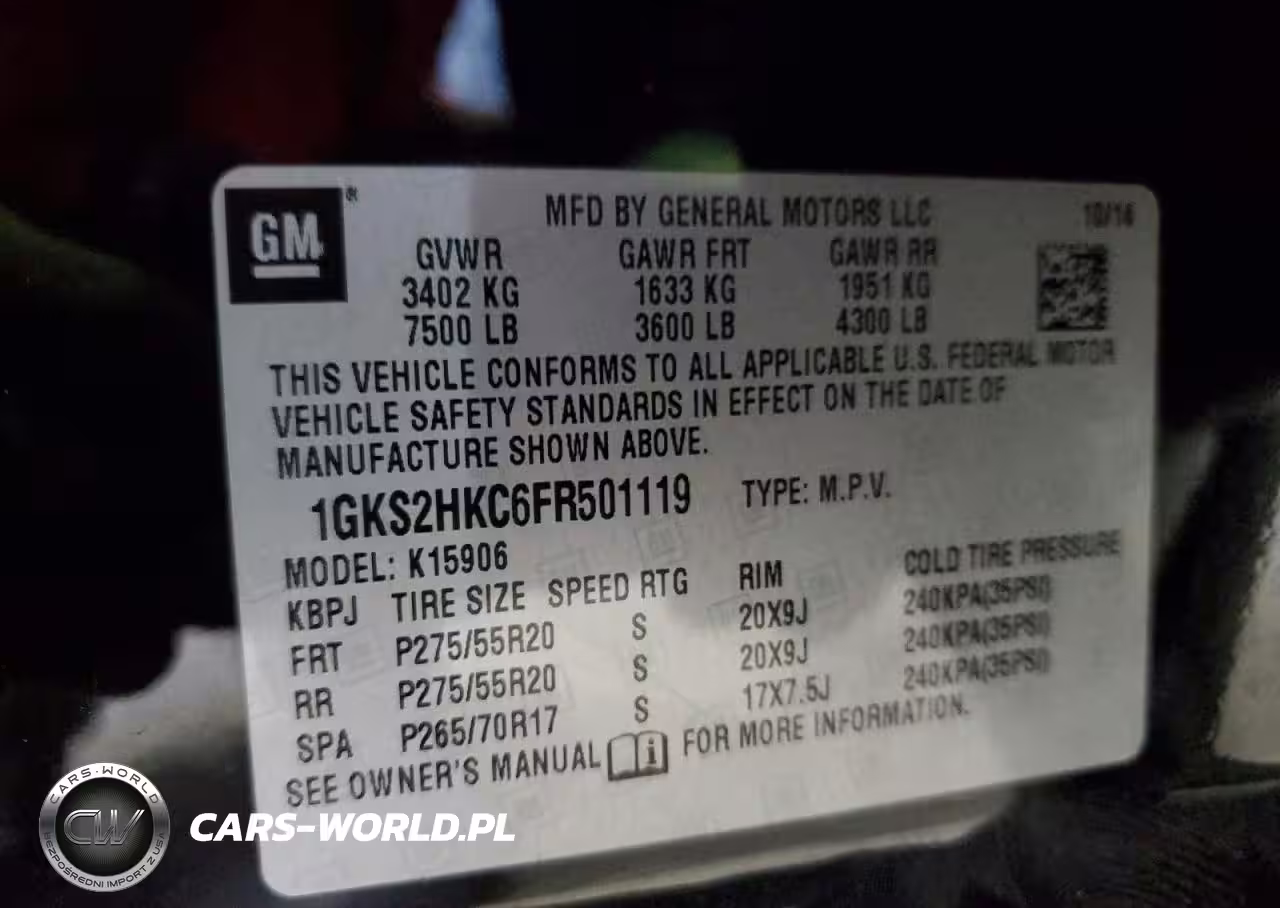 GM®
MFD BY GENERAL MOTORS LLC 10/14
GVWR GAWR FRT GAWR RR
3402 KG 1633 KG 1951 KG
7500 LB 3600 LB 4300 LB
THIS VEHICLE CONFORMS TO ALL APPLICABLE U.S. FEDERAL MOTOR
VEHICLE SAFETY STANDARDS IN EFFECT ON THE DATE OF
MANUFACTURE SHOWN ABOVE.
1GKS2HKC6FR501119 TYPE: M.P.V.
MODEL: K15906
KBPJ TIRE SIZE SPEED RTG RIM COLD TIRE PRESSURE
FRT P275/55R20 S 20X9J 240KPA(35PSI)
RR P275/55R20 S 20X9J 240KPA(35PSI)
SPA P265/70R17 S 17X7.5J 240KPA(35PSI)
SEE OWNER'S MANUAL FOR MORE INFORMATION.
CARS-WORLD
CW
BEZPOŚREDNI IMPORT Z USA
CARS-WORLD.PL